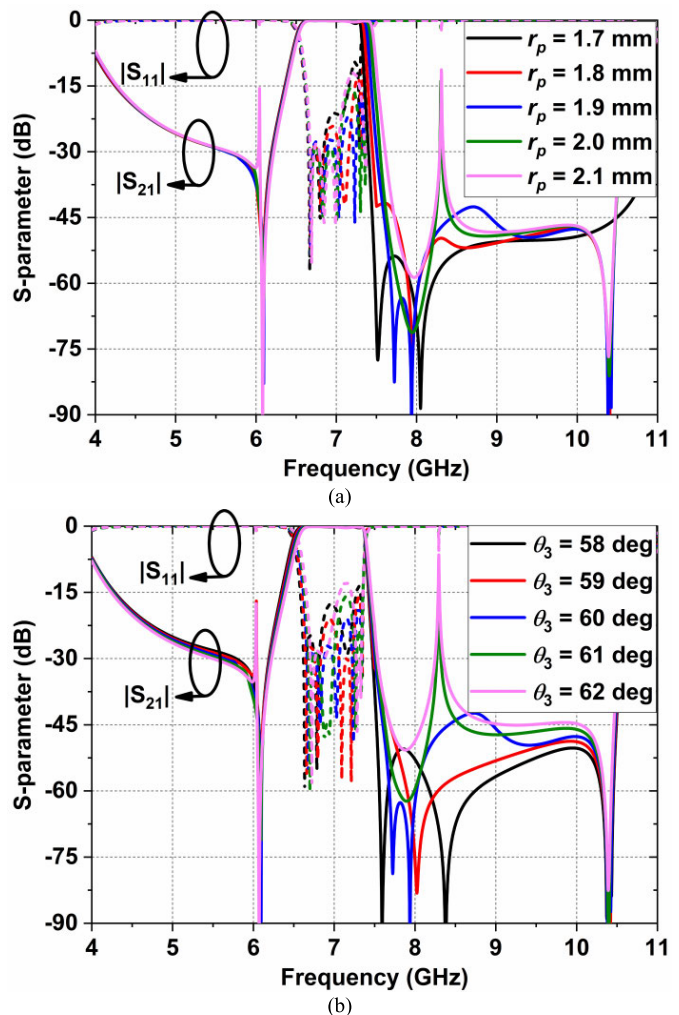 0
-15
-30
-45
-60
-75
-90
S-parameter (dB)
|S11|
|S21|
rp = 1.7 mm
rp = 1.8 mm
rp = 1.9 mm
rp = 2.0 mm
rp = 2.1 mm
4 5 6 7 8 9 10 11
Frequency (GHz)
(a)
0
-15
-30
-45
-60
-75
-90
S-parameter (dB)
|S11|
|S21|
θ3 = 58 deg
θ3 = 59 deg
θ3 = 60 deg
θ3 = 61 deg
θ3 = 62 deg
4 5 6 7 8 9 10 11
Frequency (GHz)
(b)